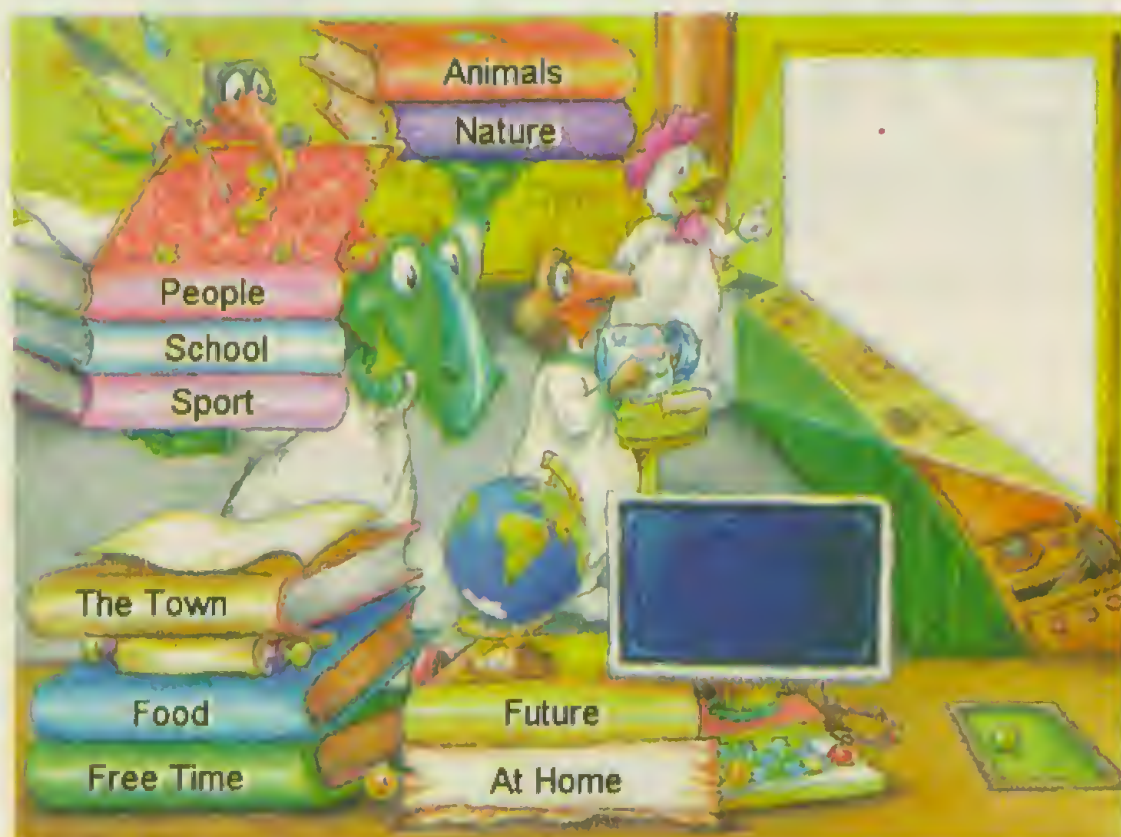 Animals
Nature
People
School
Sport
The Town
Food
Free Time
Future
At Home